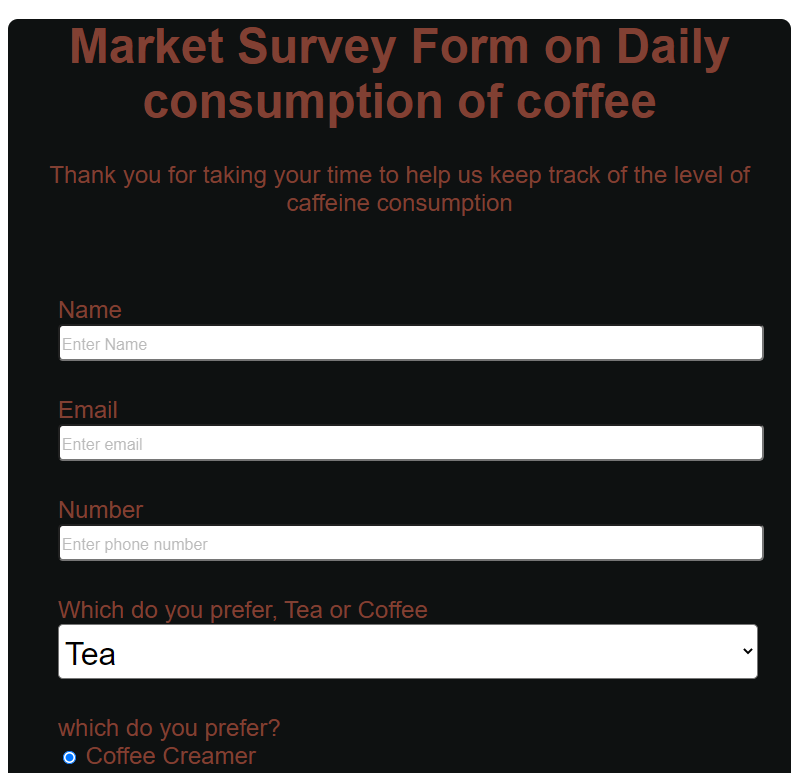 Market Survey Form on Daily
consumption of coffee
Thank you for taking your time to help us keep track of the level of
caffeine consumption
Name
Enter Name
Email
Enter email
Number
Enter phone number
Which do you prefer, Tea or Coffee
Tea
which do you prefer?
Coffee Creamer